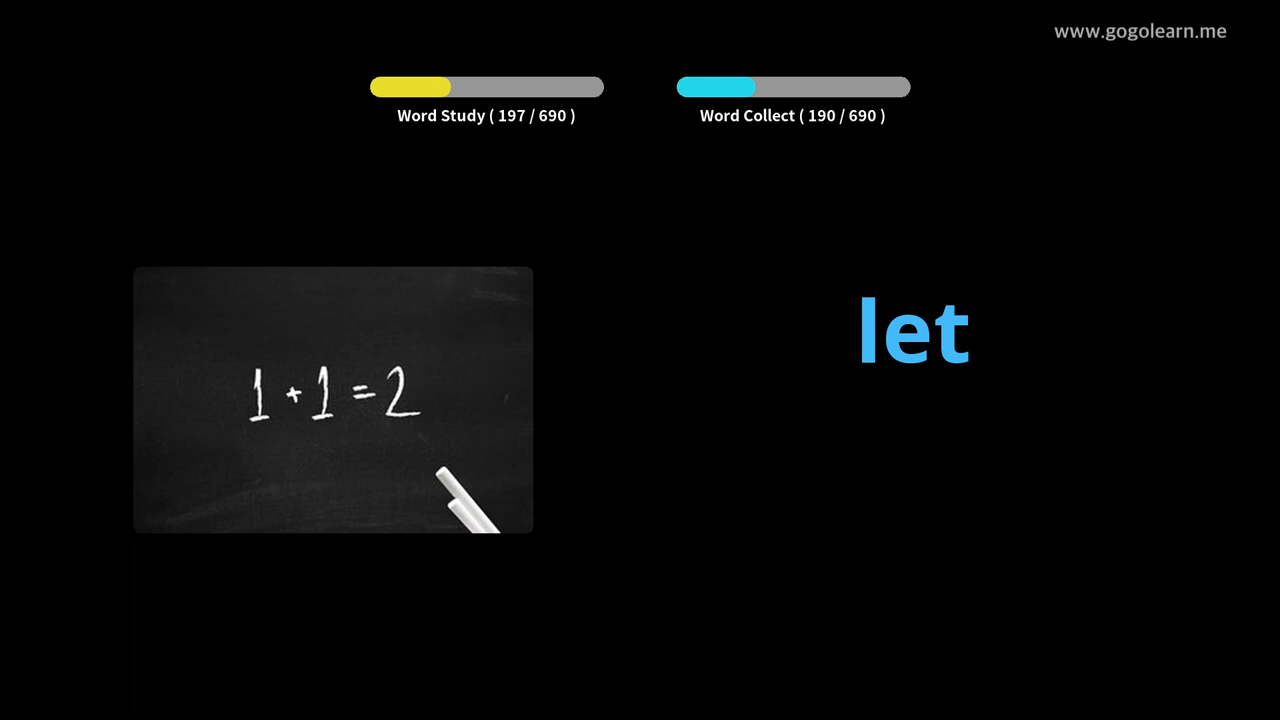 www.gogolearn.me
Word Study ( 197 / 690 )
Word Collect ( 190 / 690 )
1 + 1 = 2
let